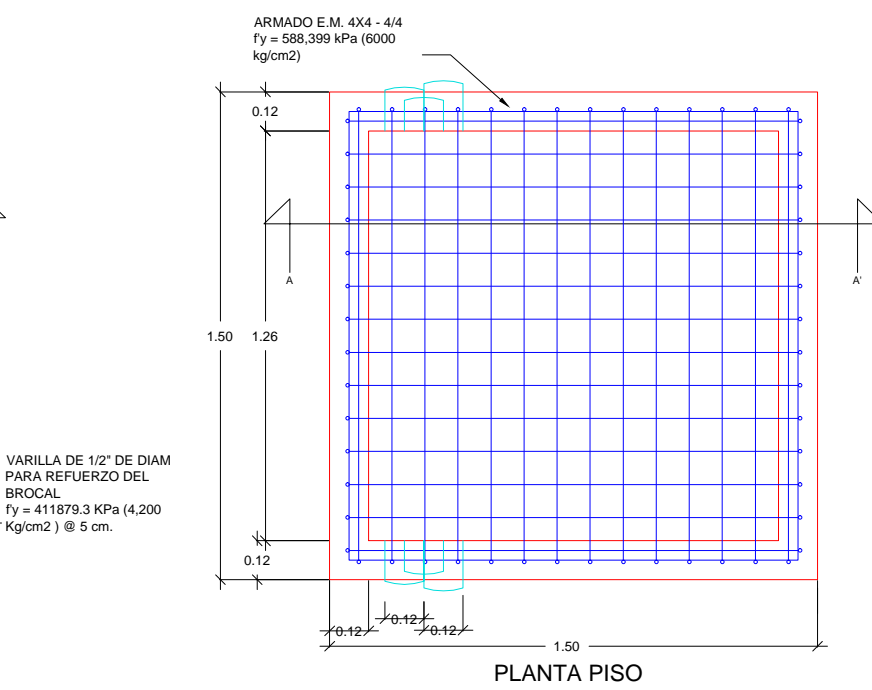 ARMADO E.M. 4X4 - 4/4
f'y = 588,399 kPa (6000
kg/cm2)
0.12
A
A'
1.50
1.26
VARILLA DE 1/2" DE DIAM
PARA REFUERZO DEL
BROCAL
f'y = 411879.3 KPa (4,200
Kg/cm2 ) @ 5 cm.
0.12
0.12
0.12
0.12
1.50
PLANTA PISO